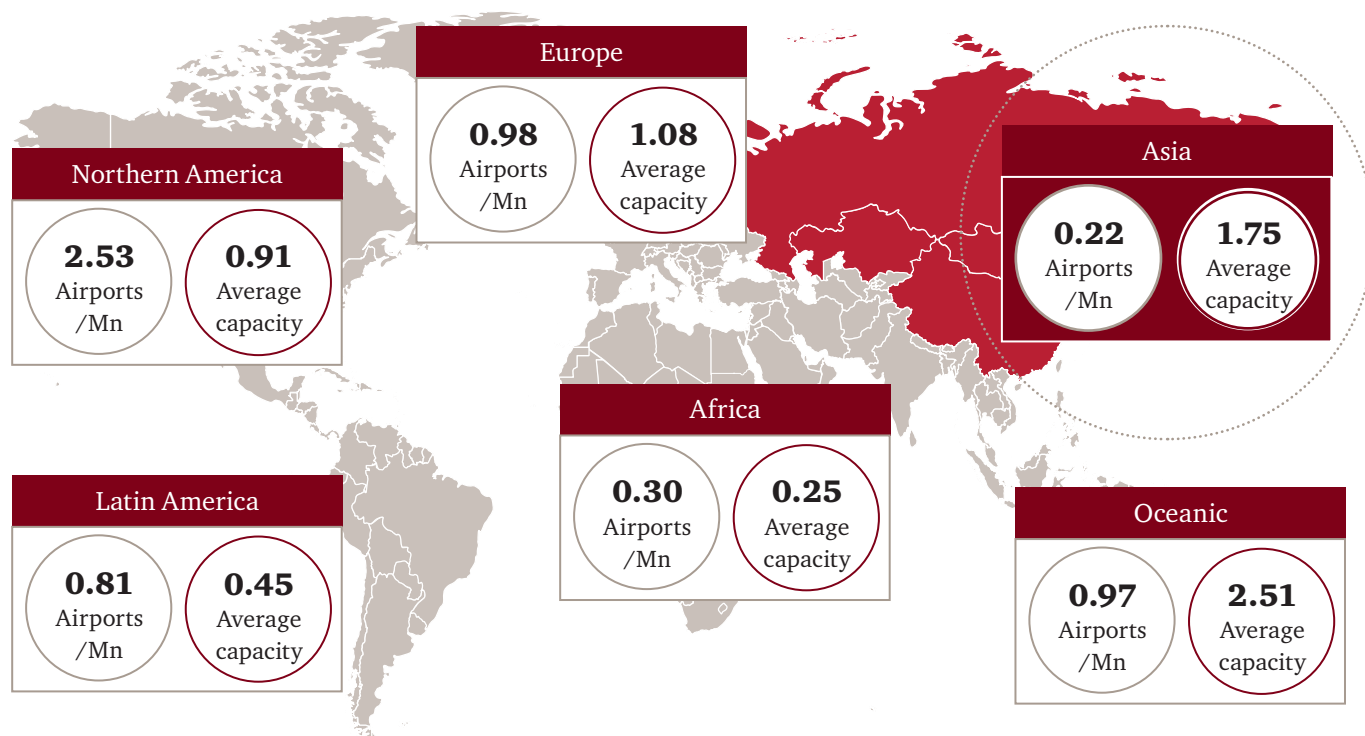 Europe
0.98
Airports
/Mn
1.08
Average
capacity
Northern America
2.53
Airports
/Mn
0.91
Average
capacity
Asia
0.22
Airports
/Mn
1.75
Average
capacity
Africa
0.30
Airports
/Mn
0.25
Average
capacity
Latin America
0.81
Airports
/Mn
0.45
Average
capacity
Oceanic
0.97
Airports
/Mn
2.51
Average
capacity